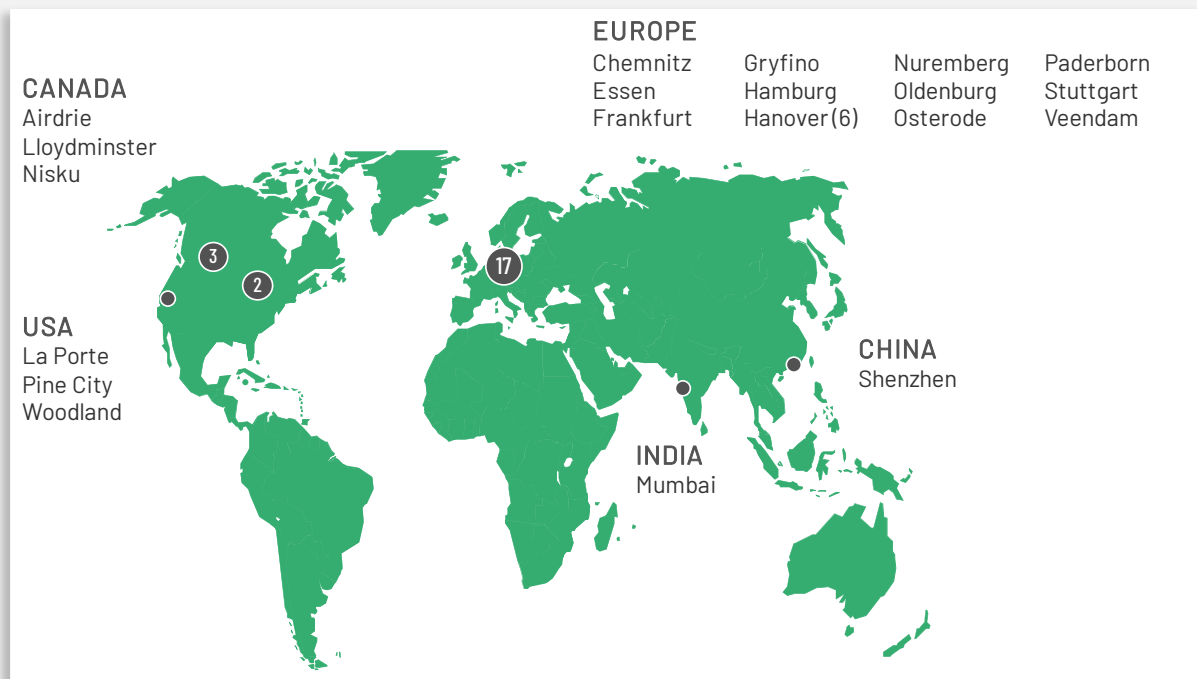 EUROPE
Chemnitz Gryfino Nuremberg Paderborn
Essen Hamburg Oldenburg Stuttgart
Frankfurt Hanover (6) Osterode Veendam
CANADA
Airdrie
Lloydminster
Nisku
3
17
2
USA
La Porte
Pine City
Woodland
CHINA
Shenzhen
INDIA
Mumbai